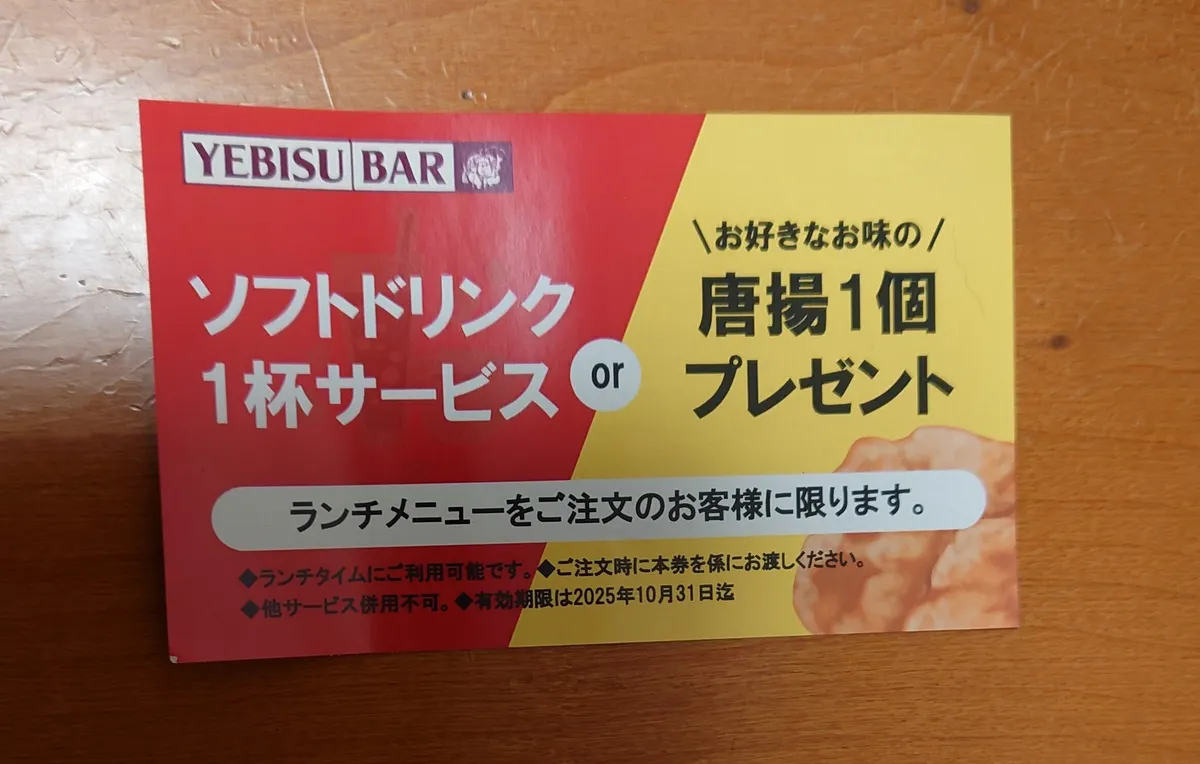 YEBISU BAR
ソフトドリンク
1杯サービス
or
\お好きなお味の/
唐揚1個
プレゼント
ランチメニューをご注文のお客様に限ります。
◆ランチタイムにご利用可能です。◆ご注文時に本券を係にお渡しください。
◆他サービス併用不可。◆有効期限は2025年10月31日迄